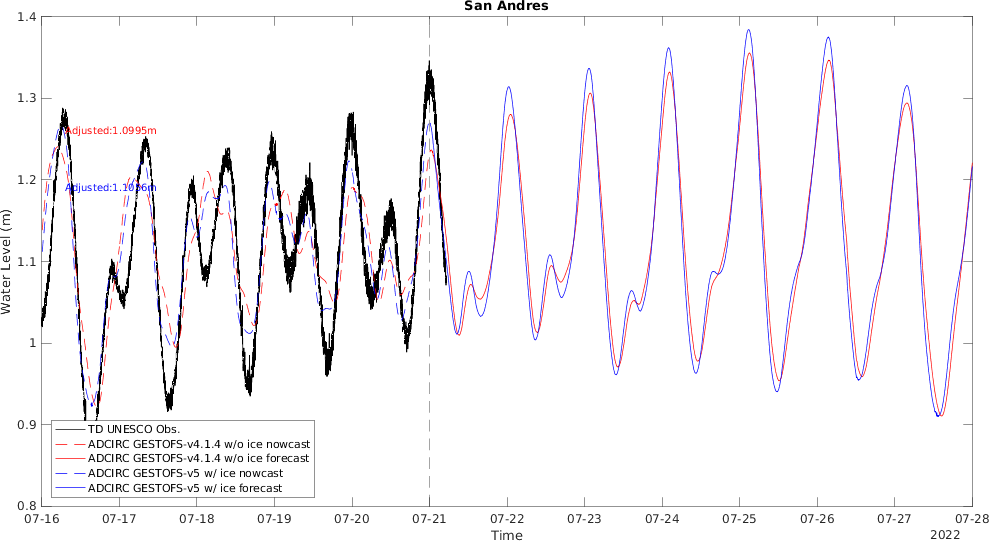 San Andres
Water Level (m)
1.4
1.3
1.2
1.1
1
0.9
0.8
Adjusted:1.0995m
TD UNESCO Obs.
ADCIRC GESTOFS-v4.1.4 w/o ice nowcast
ADCIRC GESTOFS-v4.1.4 w/o ice forecast
ADCIRC GESTOFS-v5 w/ ice nowcast
ADCIRC GESTOFS-v5 w/ ice forecast
07-16 07-17 07-18 07-19 07-20 07-21 07-22 07-23 07-24 07-25 07-26 07-27 07-28
Time
2022